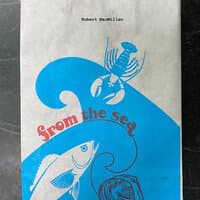 Robert MacMillan
from the sea